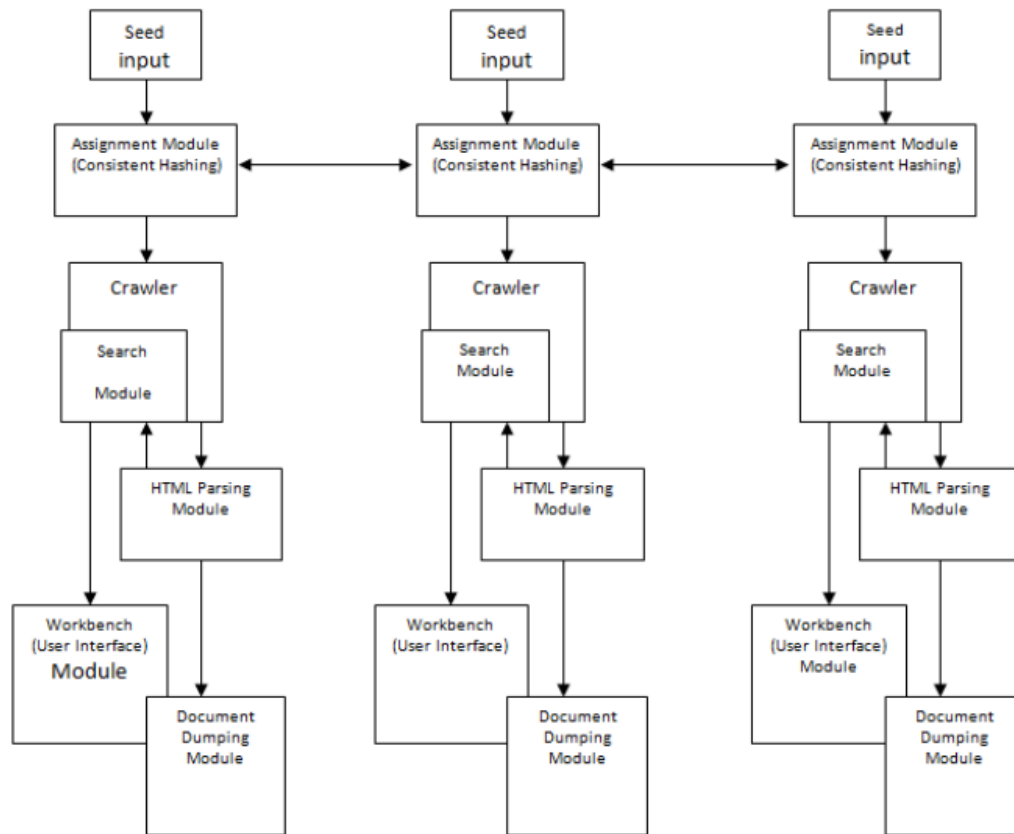 Seed
input
Seed
input
Seed
input
Assignment Module
(Consistent Hashing)
Assignment Module
(Consistent Hashing)
Assignment Module
(Consistent Hashing)
Crawler
Crawler
Crawler
Search
Module
Search
Module
Search
Module
HTML Parsing
Module
HTML Parsing
Module
HTML Parsing
Module
Workbench
(User Interface)
Module
Workbench
(User Interface)
Workbench
(User Interface)
Module
Document
Dumping
Module
Document
Dumping
Module
Document
Dumping
Module